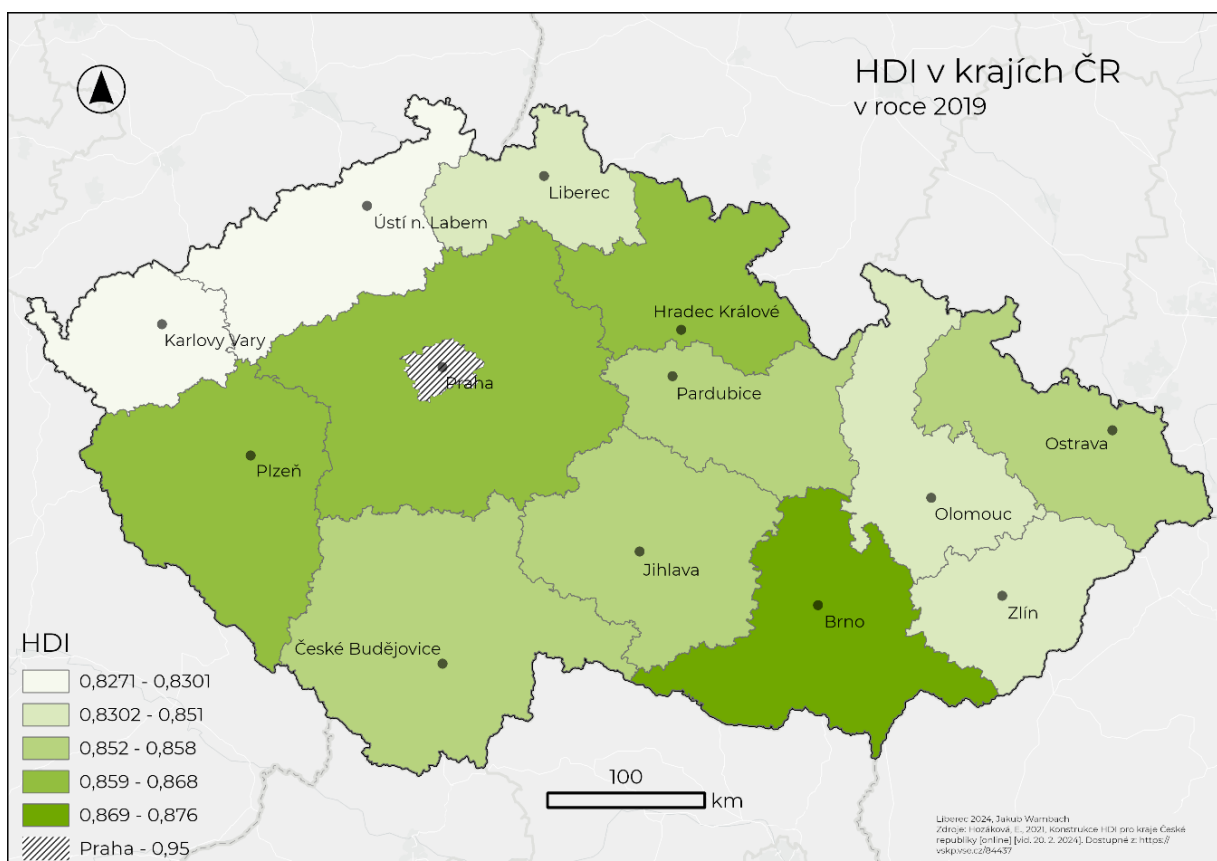 HDI v krajích ČR
v roce 2019
Liberec
Ústí n. Labem
Hradec Králové
Karlovy Vary
Praha
Pardubice
Ostrava
Plzeň
Olomouc
Jihlava
Zlín
Brno
České Budějovice
HDI
0,8271 - 0,8301
0,8302 - 0,851
0,852 - 0,858
0,859 - 0,868
0,869 - 0,876
Praha - 0,95
100
km
Liberec 2024, Jakub Wambach
Zdroje: Hozáková, E., 2021, Konstrukce HDI pro kraje České
republiky [online] [vid. 20. 2. 2024]. Dostupné z: https://
vskp.vse.cz/84437